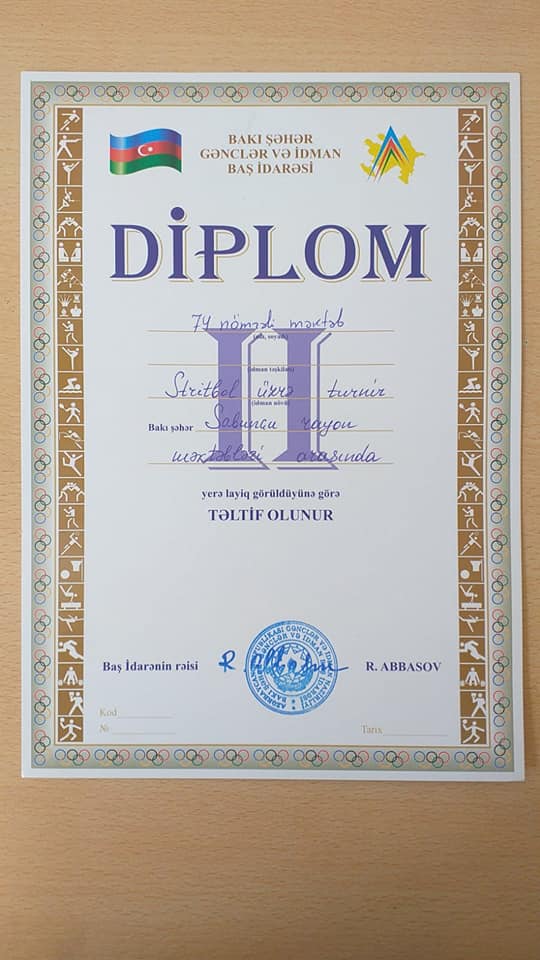 BAKI ŞƏHƏR
GƏNCLƏR VƏ İDMAN
BAŞ İDARƏSİ
DİPLOM
74 nömrəli məktəb
(adı, soyadı)
(idman təşkilatı)
Stritbol üzrə turnir
(idman növü)
Bakı şəhər Sabunçu rayon
məktəbləri arasında
II
yerə layiq görüldüyünə görə
TƏLTİF OLUNUR
Baş İdarənin rəisi R. Abbasov R. ABBASOV
Kod
№ Tarix